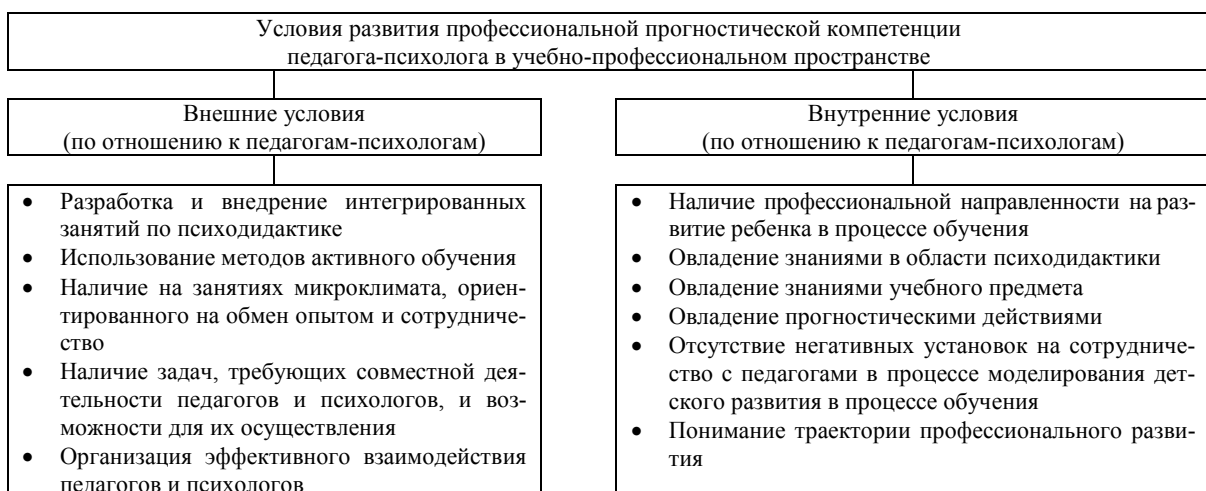 Условия развития профессиональной прогностической компетенции
педагога-психолога в учебно-профессиональном пространстве
Внешние условия
(по отношению к педагогам-психологам)
Внутренние условия
(по отношению к педагогам-психологам)
• Разработка и внедрение интегрированных
занятий по психодидактике
• Использование методов активного обучения
• Наличие на занятиях микроклимата, ориен-
тированного на обмен опытом и сотрудниче-
ство
• Наличие задач, требующих совместной дея-
тельности педагогов и психологов, и воз-
можности для их осуществления
• Организация эффективного взаимодействия
педагогов и психологов
• Наличие профессиональной направленности на раз-
витие ребенка в процессе обучения
• Овладение знаниями в области психодидактики
• Овладение знаниями учебного предмета
• Овладение прогностическими действиями
• Отсутствие негативных установок на сотрудниче-
ство с педагогами в процессе моделирования дет-
ского развития в процессе обучения
• Понимание траектории профессионального разви-
тия